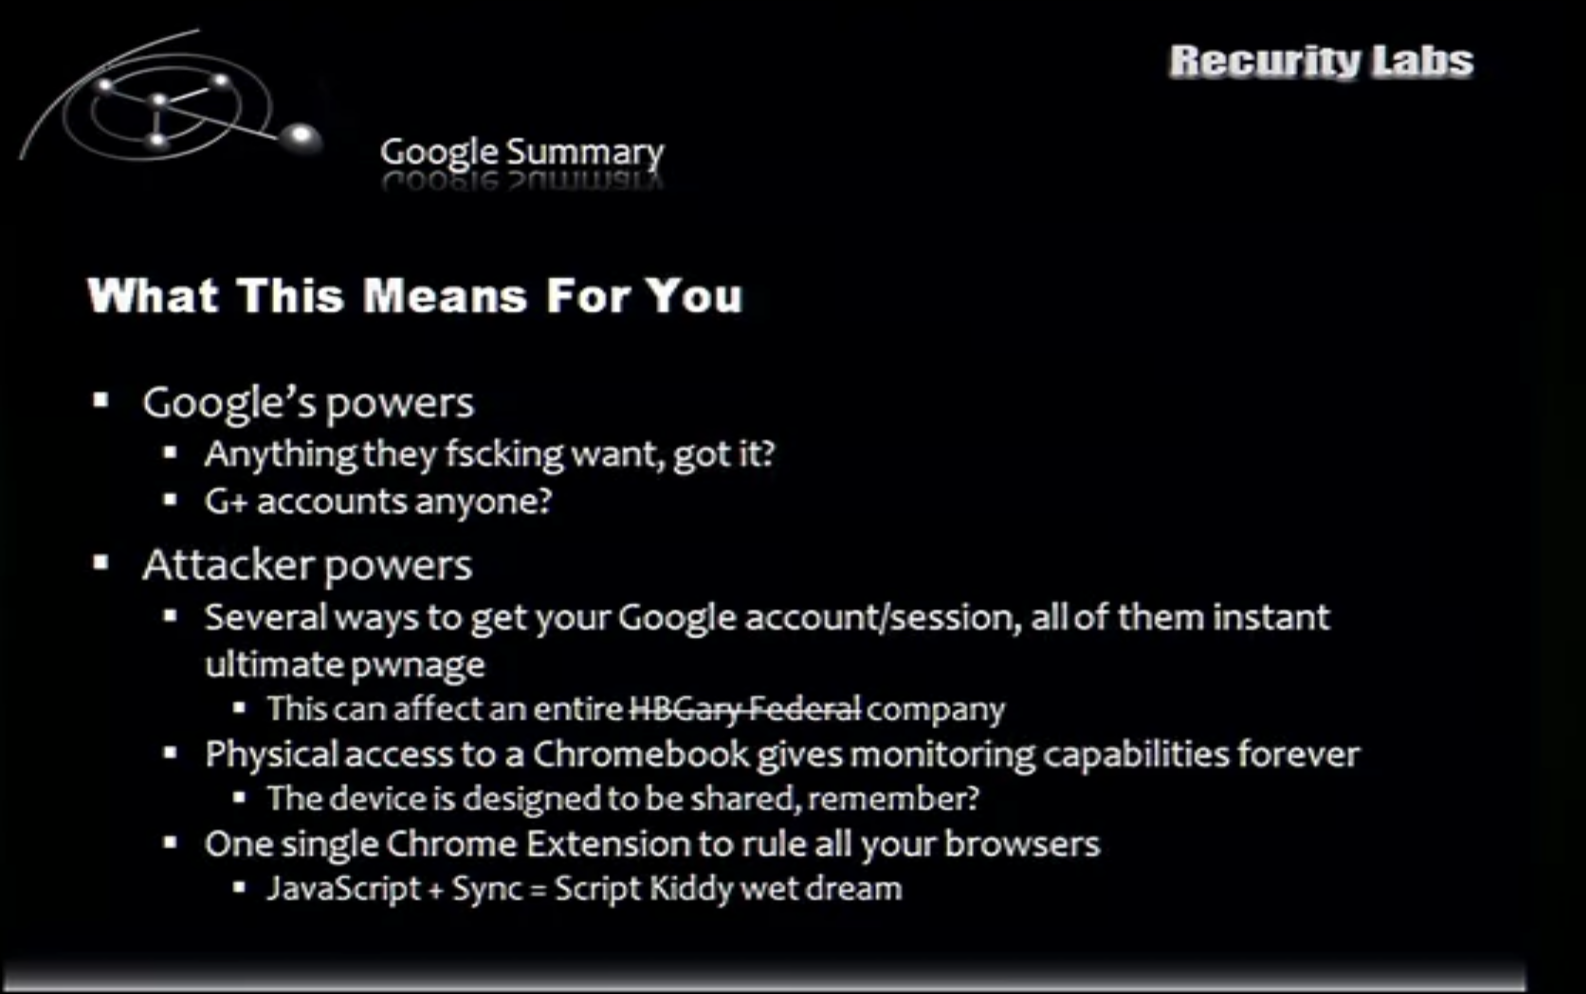 Recurity Labs
Google Summary
What This Means For You
Google's powers
Anything they fscking want, got it?
G+ accounts anyone?
Attacker powers
Several ways to get your Google account/session, all of them instant
ultimate pwnage
This can affect an entire HBGary Federal company
Physical access to a Chromebook gives monitoring capabilities forever
The device is designed to be shared, remember?
One single Chrome Extension to rule all your browsers
JavaScript + Sync = Script Kiddy wet dream